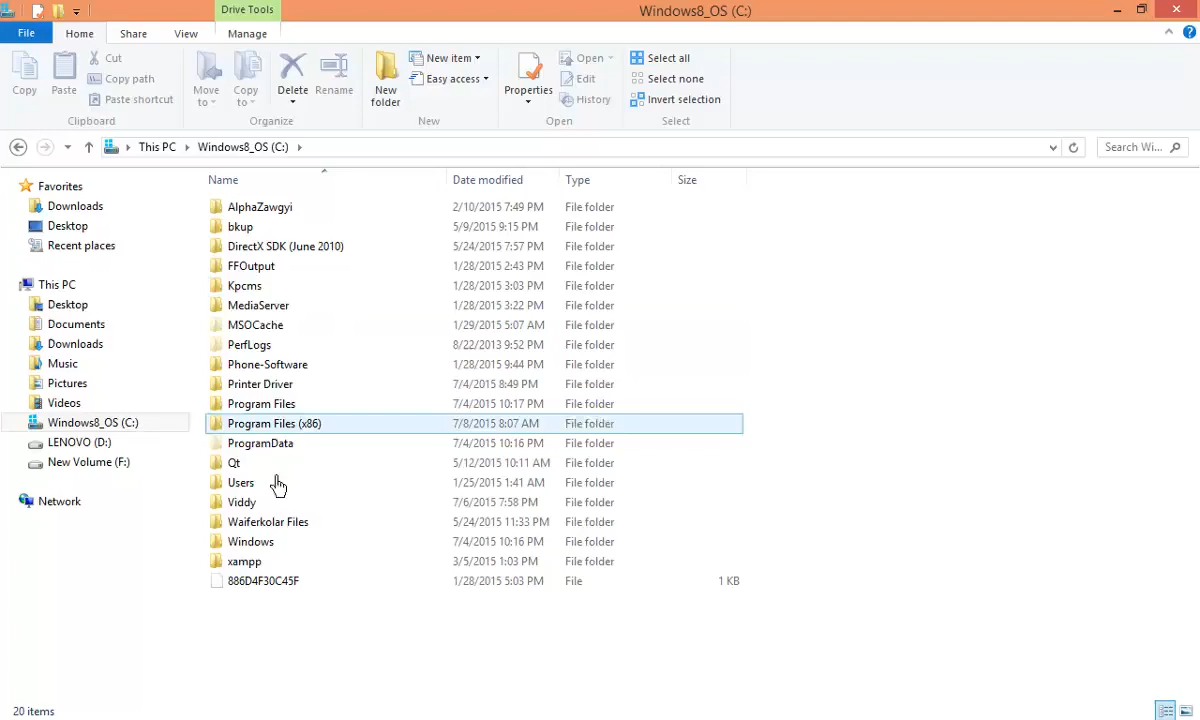 Drive Tools
Windows8_OS (C:)
File Home Share View Manage
Copy
Paste
Cut
Copy path
Paste shortcut
Clipboard
Move to
Copy to
Delete
Rename
Organize
New folder
New item
Easy access
New
Properties
Open
Edit
History
Open
Select all
Select none
Invert selection
Select
This PC Windows8_OS (C:)
Search Wi...
Favorites
Downloads
Desktop
Recent places
This PC
Desktop
Documents
Downloads
Music
Pictures
Videos
Windows8_OS (C:)
LENOVO (D:)
New Volume (F:)
Network
Name Date modified Type Size
AlphaZawgyi 2/10/2015 7:49 PM File folder
bkup 5/9/2015 9:15 PM File folder
DirectX SDK (June 2010) 5/24/2015 7:57 PM File folder
FFOutput 1/28/2015 2:43 PM File folder
Kpcms 1/28/2015 3:03 PM File folder
MediaServer 1/28/2015 3:22 PM File folder
MSOCache 1/29/2015 5:07 AM File folder
PerfLogs 8/22/2013 9:52 PM File folder
Phone-Software 1/28/2015 9:44 PM File folder
Printer Driver 7/4/2015 8:49 PM File folder
Program Files 7/4/2015 10:17 PM File folder
Program Files (x86) 7/8/2015 8:07 AM File folder
ProgramData 7/4/2015 10:16 PM File folder
Qt 5/12/2015 10:11 AM File folder
Users 1/25/2015 1:41 AM File folder
Viddy 7/6/2015 7:58 PM File folder
Waiferkolar Files 5/24/2015 11:33 PM File folder
Windows 7/4/2015 10:16 PM File folder
xampp 3/5/2015 1:03 PM File folder
886D4F30C45F 1/28/2015 5:03 PM File 1 KB
20 items